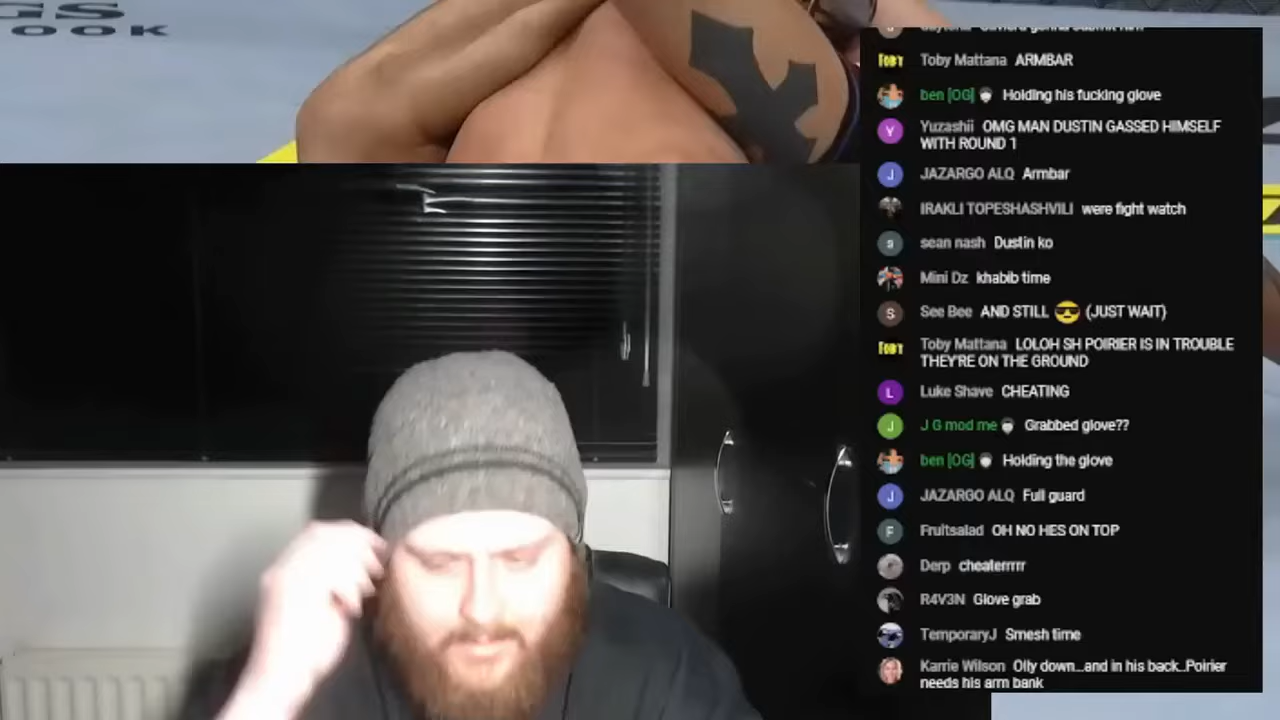 OOK
Toby Mattana ARMBAR
ben [OG] Holding his fucking glove
Yuzashii OMG MAN DUSTIN GASSED HIMSELF
WITH ROUND 1
JAZARGO ALQ Armbar
IRAKLI TOPESHASHVILI were fight watch
sean nash Dustin ko
Mini Dz khabib time
See Bee AND STILL 😎 (JUST WAIT)
Toby Mattana LOLOH SH POIRIER IS IN TROUBLE
THEY'RE ON THE GROUND
Luke Shave CHEATING
J G mod me Grabbed glove??
ben [OG] Holding the glove
JAZARGO ALQ Full guard
Fruitsalad OH NO HES ON TOP
Derp cheaterrrrr
R4V3N Glove grab
TemporaryJ Smesh time
Karrie Wilson Olly down...and in his back..Poirier
needs his arm bank